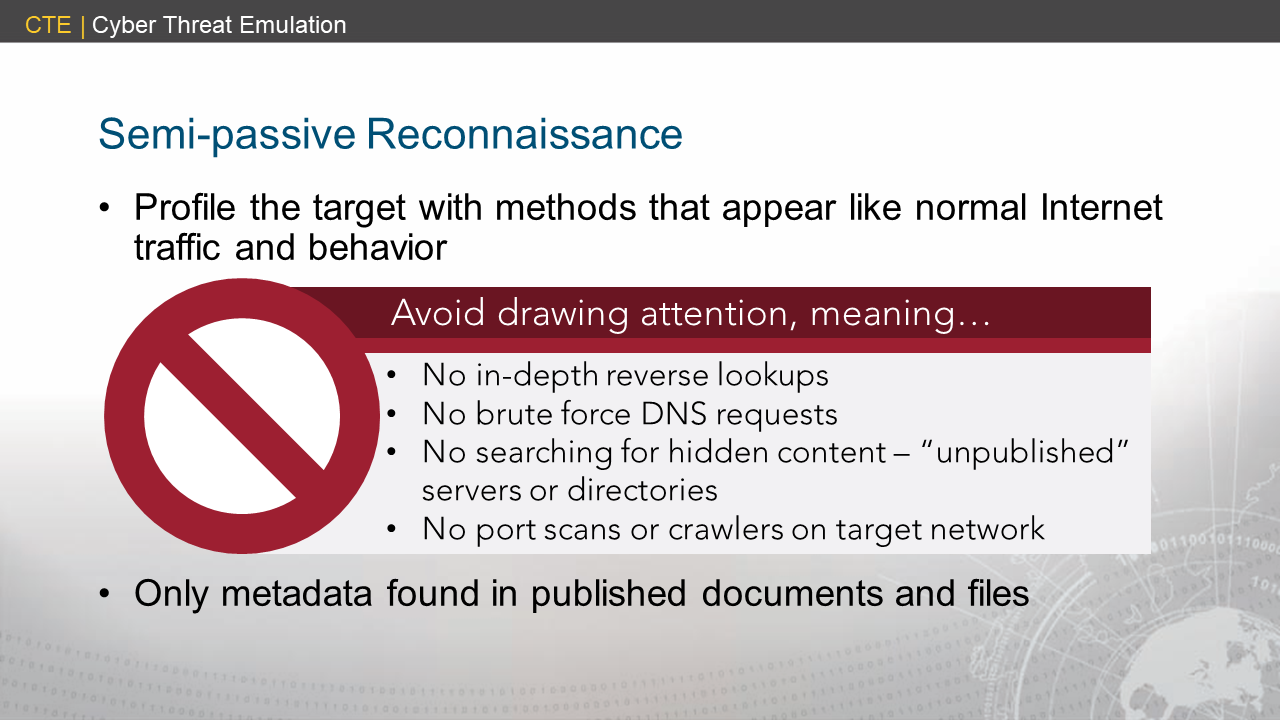 CTE | Cyber Threat Emulation
Semi-passive Reconnaissance
• Profile the target with methods that appear like normal Internet
traffic and behavior
Avoid drawing attention, meaning…
• No in-depth reverse lookups
• No brute force DNS requests
• No searching for hidden content – “unpublished”
servers or directories
• No port scans or crawlers on target network
• Only metadata found in published documents and files